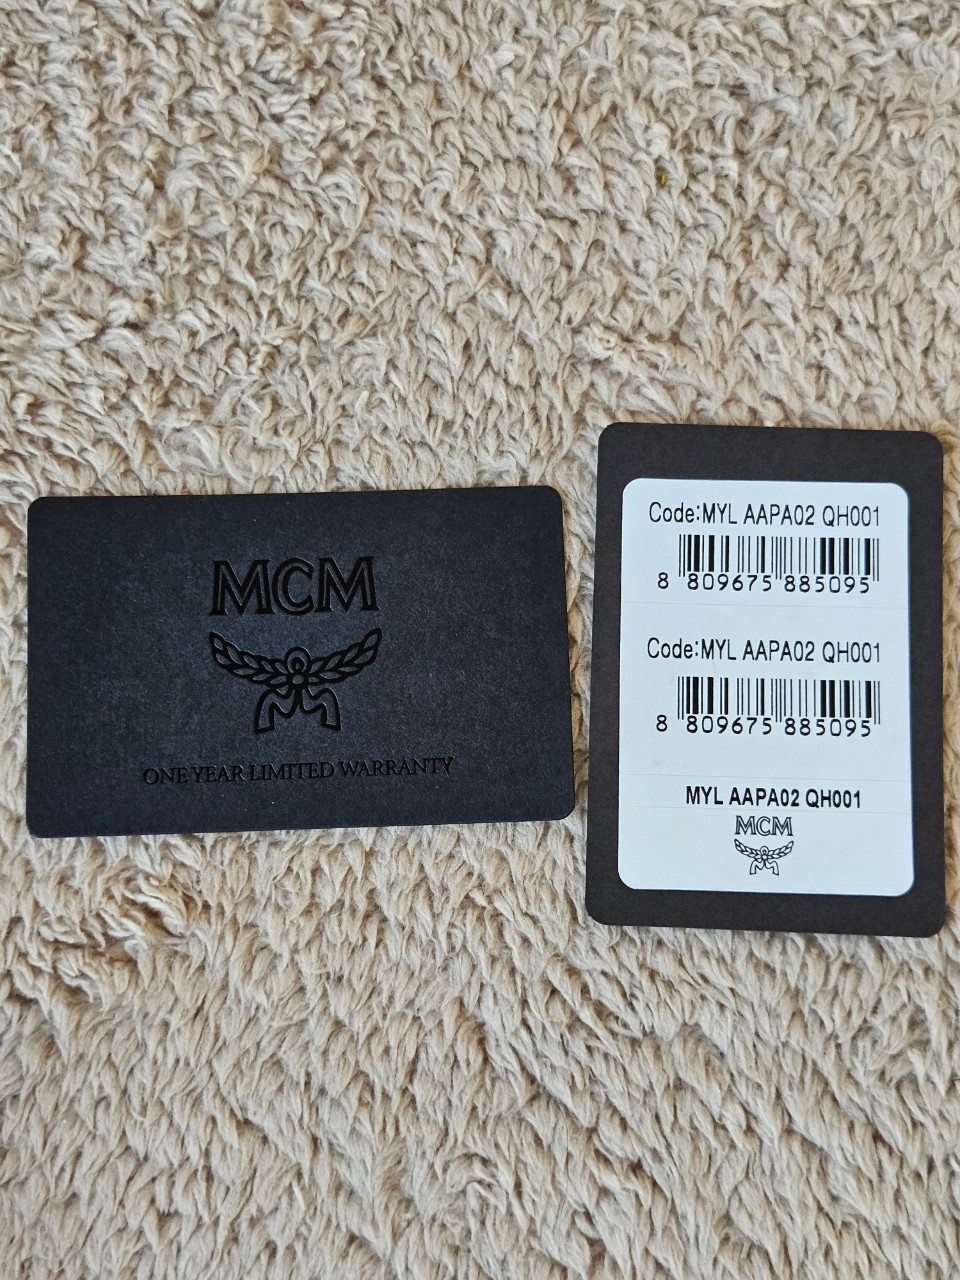 MCM
ONE YEAR LIMITED WARRANTY
Code:MYL AAPA02 QH001
8 809675 885095
Code:MYL AAPA02 QH001
8 809675 885095
MYL AAPA02 QH001
MCM